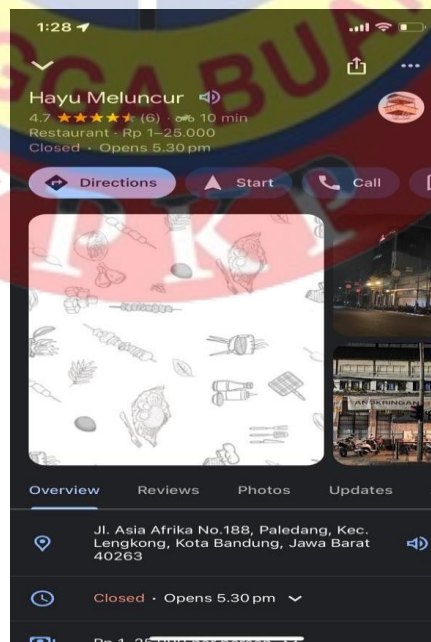 1:28
Hayu Meluncur
4.7 ★★★★★ (6) · 10 min
Restaurant · Rp 1–25.000
Closed · Opens 5.30 pm
Directions
Start
Call
ANGKRINGAN
Overview
Reviews
Photos
Updates
Jl. Asia Afrika No.188, Paledang, Kec.
Lengkong, Kota Bandung, Jawa Barat
40263
Closed · Opens 5.30 pm